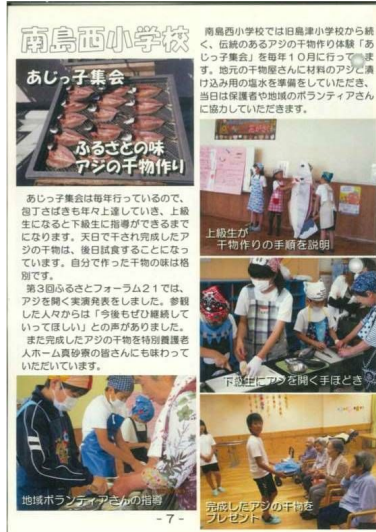 南島西小学校
あじっ子集会
ふるさとの味
アジの干物作り
あじっ子集会は毎年行っているので、
包丁さばきも年々上達していき、上級
生になると下級生に指導ができるまで
になります。天日で干され完成したア
ジの干物は、後日試食することになっ
ています。自分で作った干物の味は格
別です。
第3回ふるさとフォーラム21では、
アジを開く実演発表をしました。参観
した人々からは「今後もぜひ継続して
いってほしい」との声がありました。
また完成したアジの干物を特別養護老
人ホーム真砂寮の皆さんにも味わって
いただいています。
地域ボランティアさんの指導
南島西小学校では旧島津小学校から続
く、伝統のあるアジの干物作り体験「あ
じっ子集会」を毎年10月に行っていま
す。地元の干物屋さんに材料のアジと漬
け込み用の塩水を準備をしていただき、
当日は保護者や地域のボランティアさん
に協力していただきます。
上級生が
干物作りの手順を説明
下級生にアジを開く手ほどき
完成したアジの干物を
プレゼント
-7-